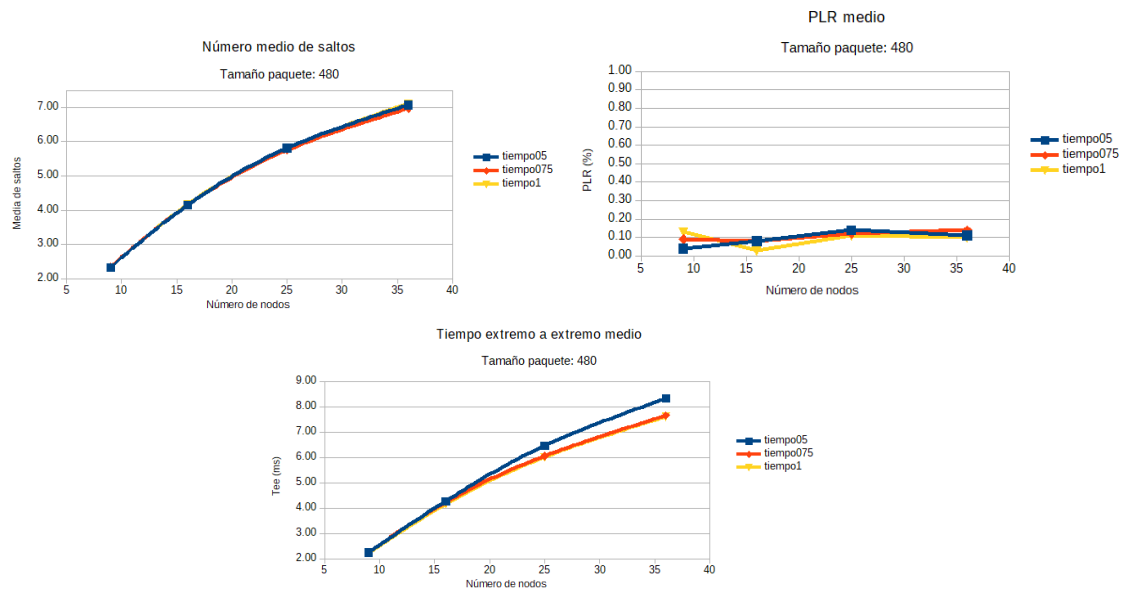 Número medio de saltos
Tamaño paquete: 480
Media de saltos
7.00
6.00
5.00
4.00
3.00
2.00
5 10 15 20 25 30 35 40
Número de nodos
tiempo05
tiempo075
tiempo1
PLR medio
Tamaño paquete: 480
PLR (%)
1.00
0.90
0.80
0.70
0.60
0.50
0.40
0.30
0.20
0.10
0.00
5 10 15 20 25 30 35 40
Número de nodos
tiempo05
tiempo075
tiempo1
Tiempo extremo a extremo medio
Tamaño paquete: 480
Tee (ms)
9.00
8.00
7.00
6.00
5.00
4.00
3.00
2.00
5 10 15 20 25 30 35 40
Número de nodos
tiempo05
tiempo075
tiempo1